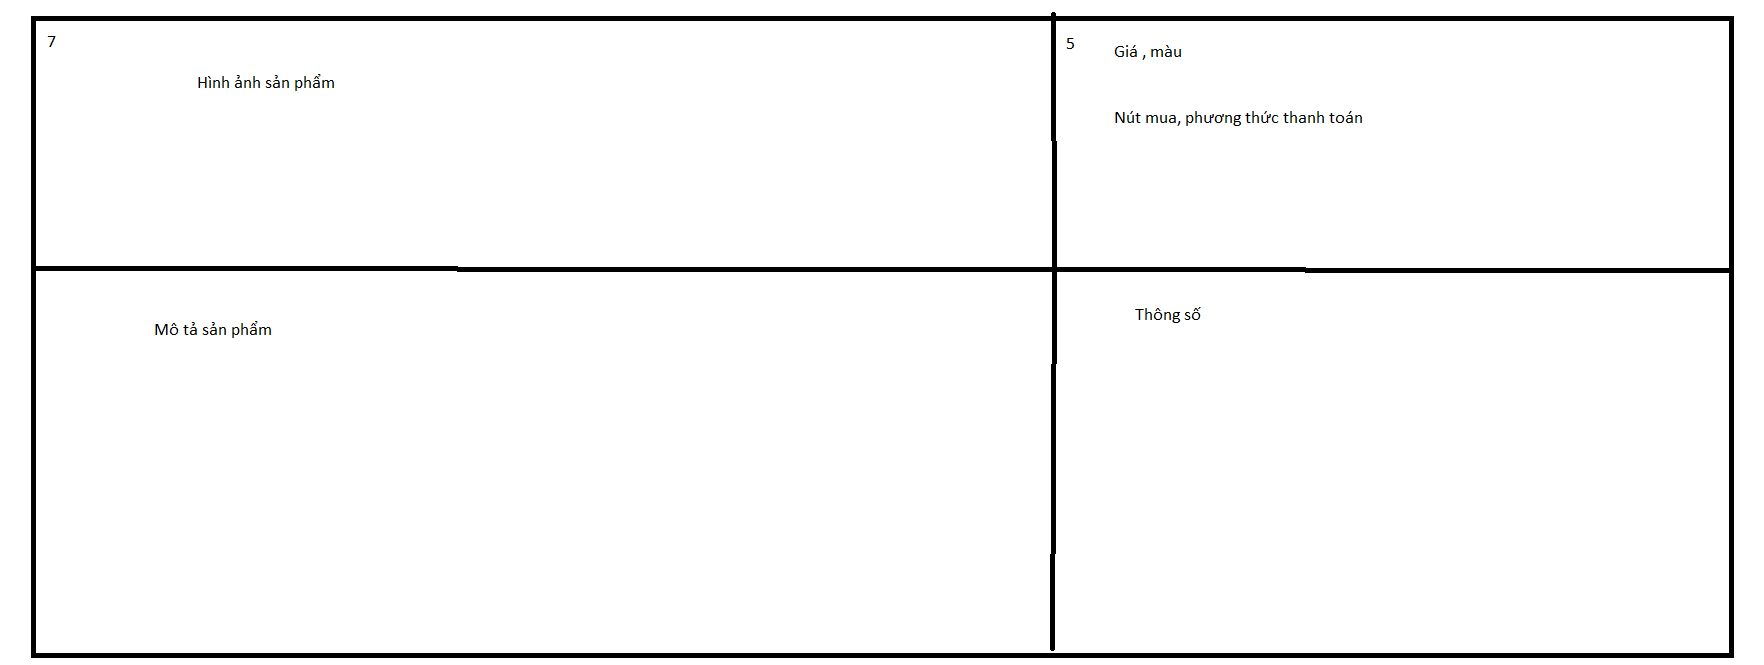 7
Hình ảnh sản phẩm
5
Giá , màu
Nút mua, phương thức thanh toán
Mô tả sản phẩm
Thông số